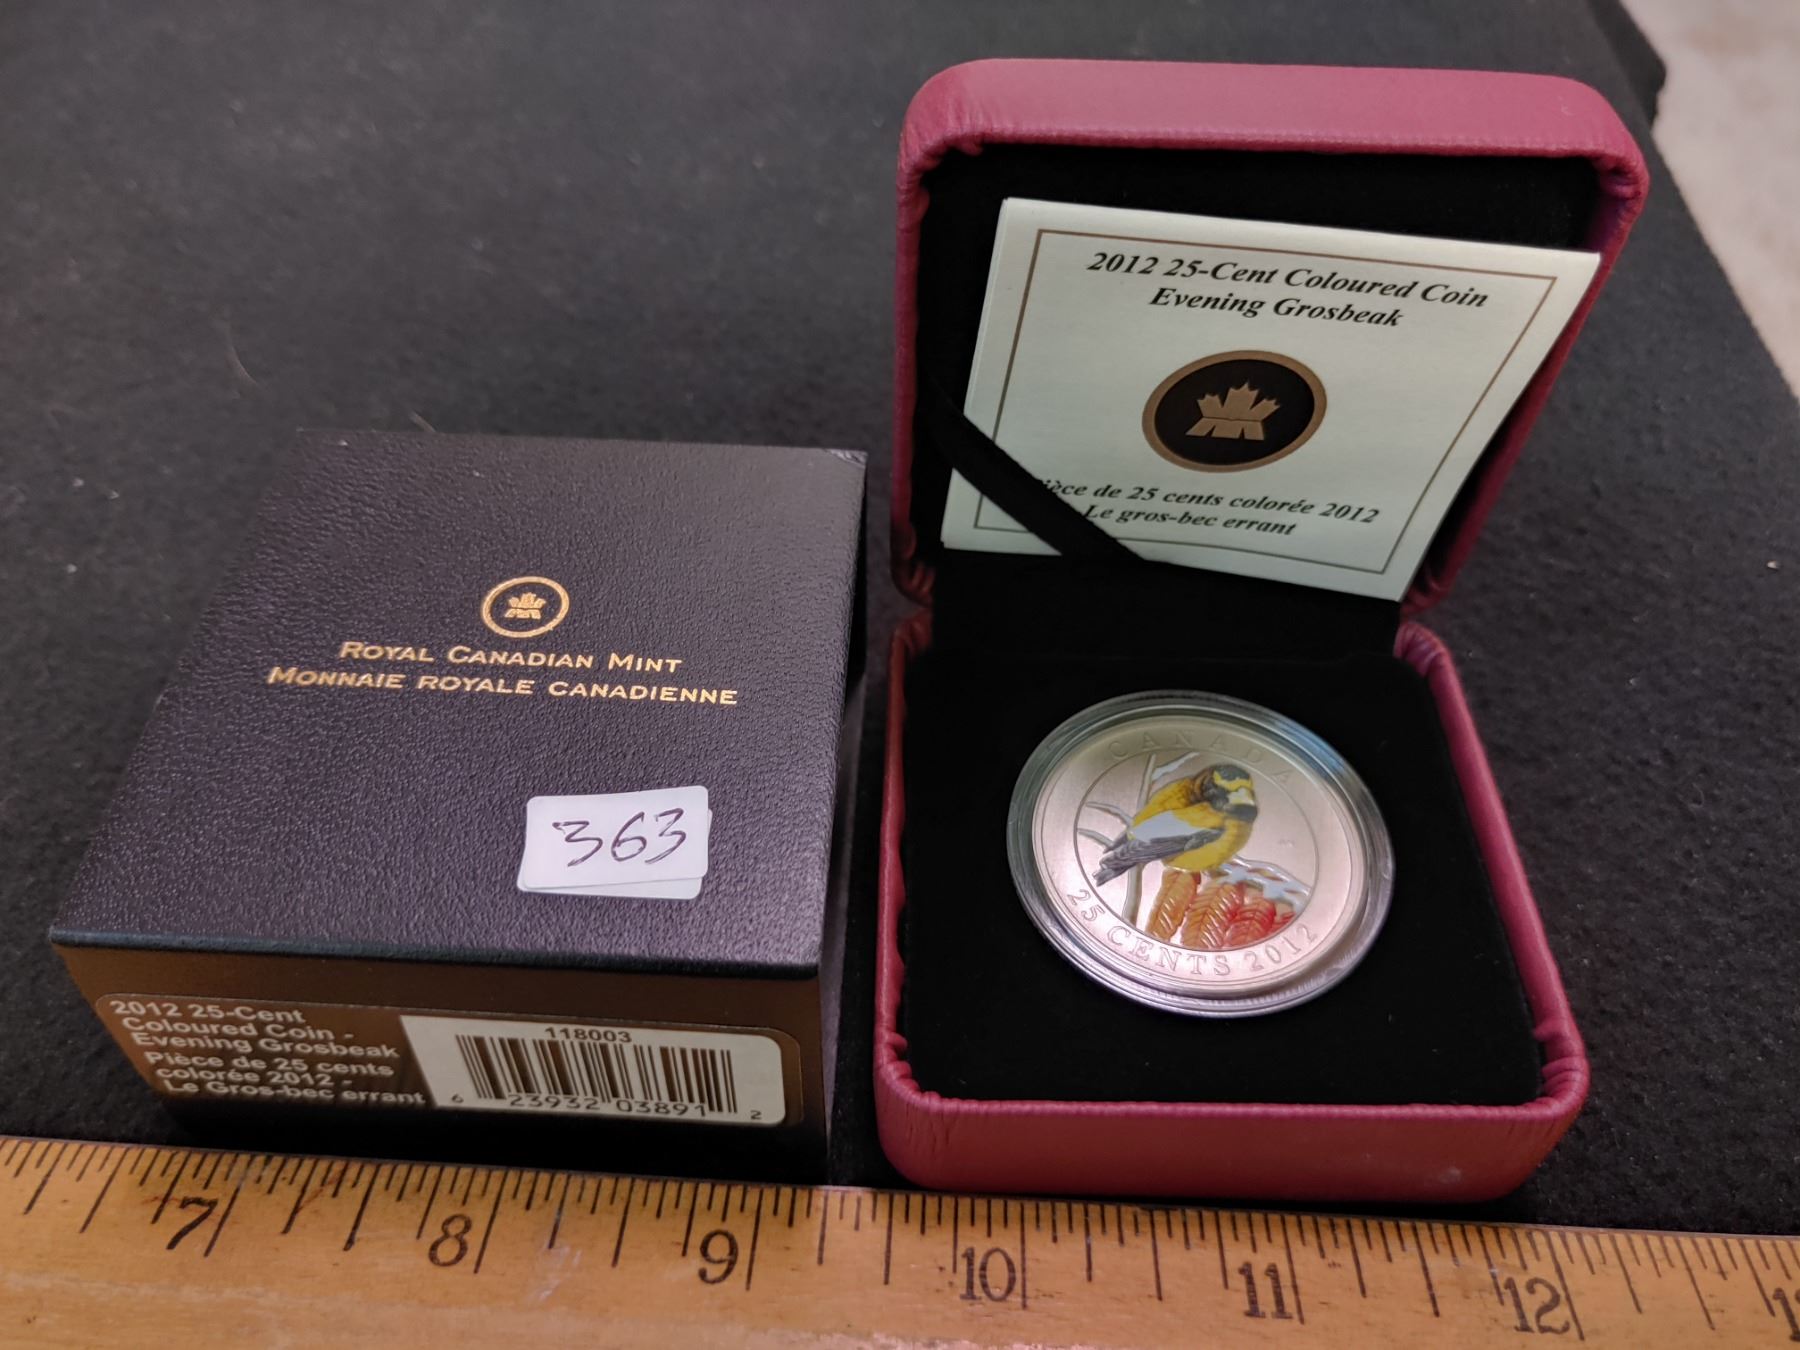 2012 25-Cent Coloured Coin
Evening Grosbeak
ièce de 25 cents colorée 2012
Le gros-bec errant
ROYAL CANADIAN MINT
MONNAIE ROYALE CANADIENNE
363
CANADA
25 CENTS 2012
2012 25-Cent
Coloured Coin -
Evening Grosbeak
Pièce de 25 cents
colorée 2012 -
Le Gros-bec errant
118003
6 23932 03891 2
7 8 9 10 11 12